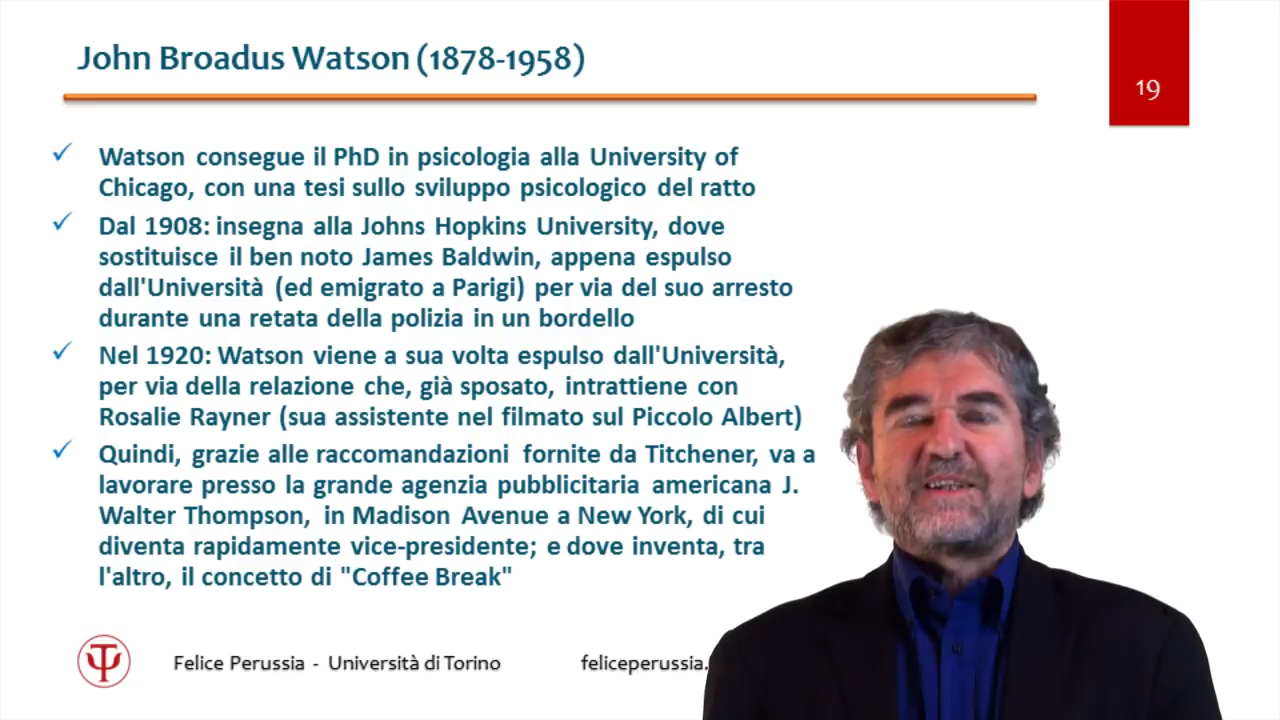 John Broadus Watson (1878-1958)
19
Watson consegue il PhD in psicologia alla University of
Chicago, con una tesi sullo sviluppo psicologico del ratto
Dal 1908: insegna alla Johns Hopkins University, dove
sostituisce il ben noto James Baldwin, appena espulso
dall'Università (ed emigrato a Parigi) per via del suo arresto
durante una retata della polizia in un bordello
Nel 1920: Watson viene a sua volta espulso dall'Università,
per via della relazione che, già sposato, intrattiene con
Rosalie Rayner (sua assistente nel filmato sul Piccolo Albert)
Quindi, grazie alle raccomandazioni fornite da Titchener, va a
lavorare presso la grande agenzia pubblicitaria americana J.
Walter Thompson, in Madison Avenue a New York, di cui
diventa rapidamente vice-presidente; e dove inventa, tra
l'altro, il concetto di "Coffee Break"
Felice Perussia - Università di Torino feliceperussia.